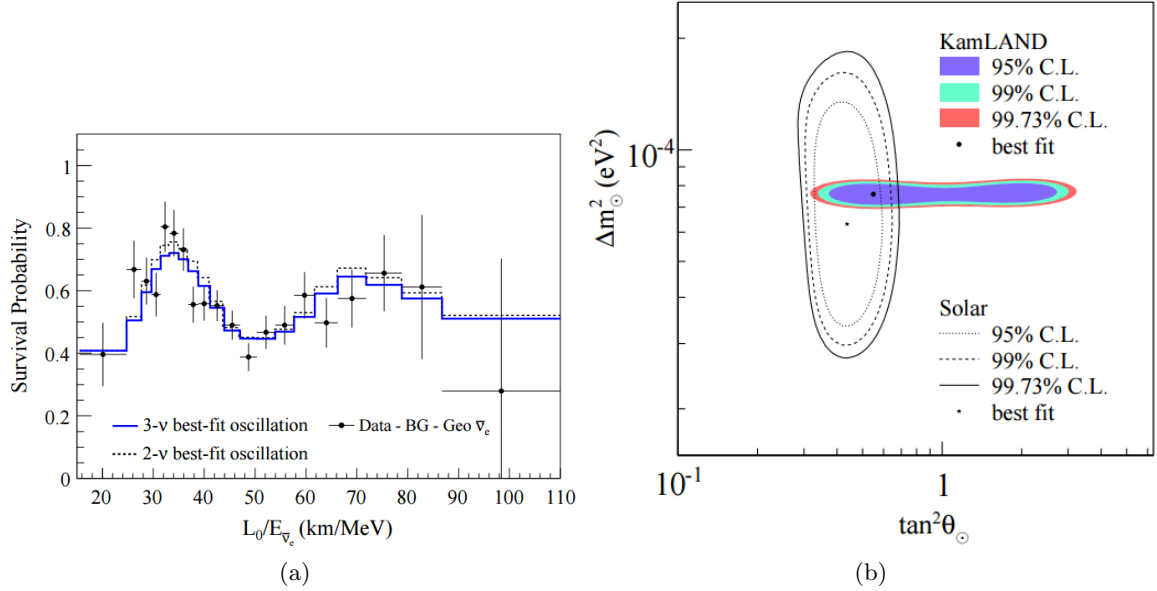 1
0.8
0.6
0.4
0.2
0
Survival Probability
3-ν best-fit oscillation
Data - BG - Geo ν̅ₑ
2-ν best-fit oscillation
20 30 40 50 60 70 80 90 100 110
L₀/E_ν̅ₑ (km/MeV)
(a)
KamLAND
95% C.L.
99% C.L.
99.73% C.L.
best fit
10⁻⁴
Δm²⊙ (eV²)
Solar
95% C.L.
99% C.L.
99.73% C.L.
best fit
10⁻¹ 1
tan²θ⊙
(b)